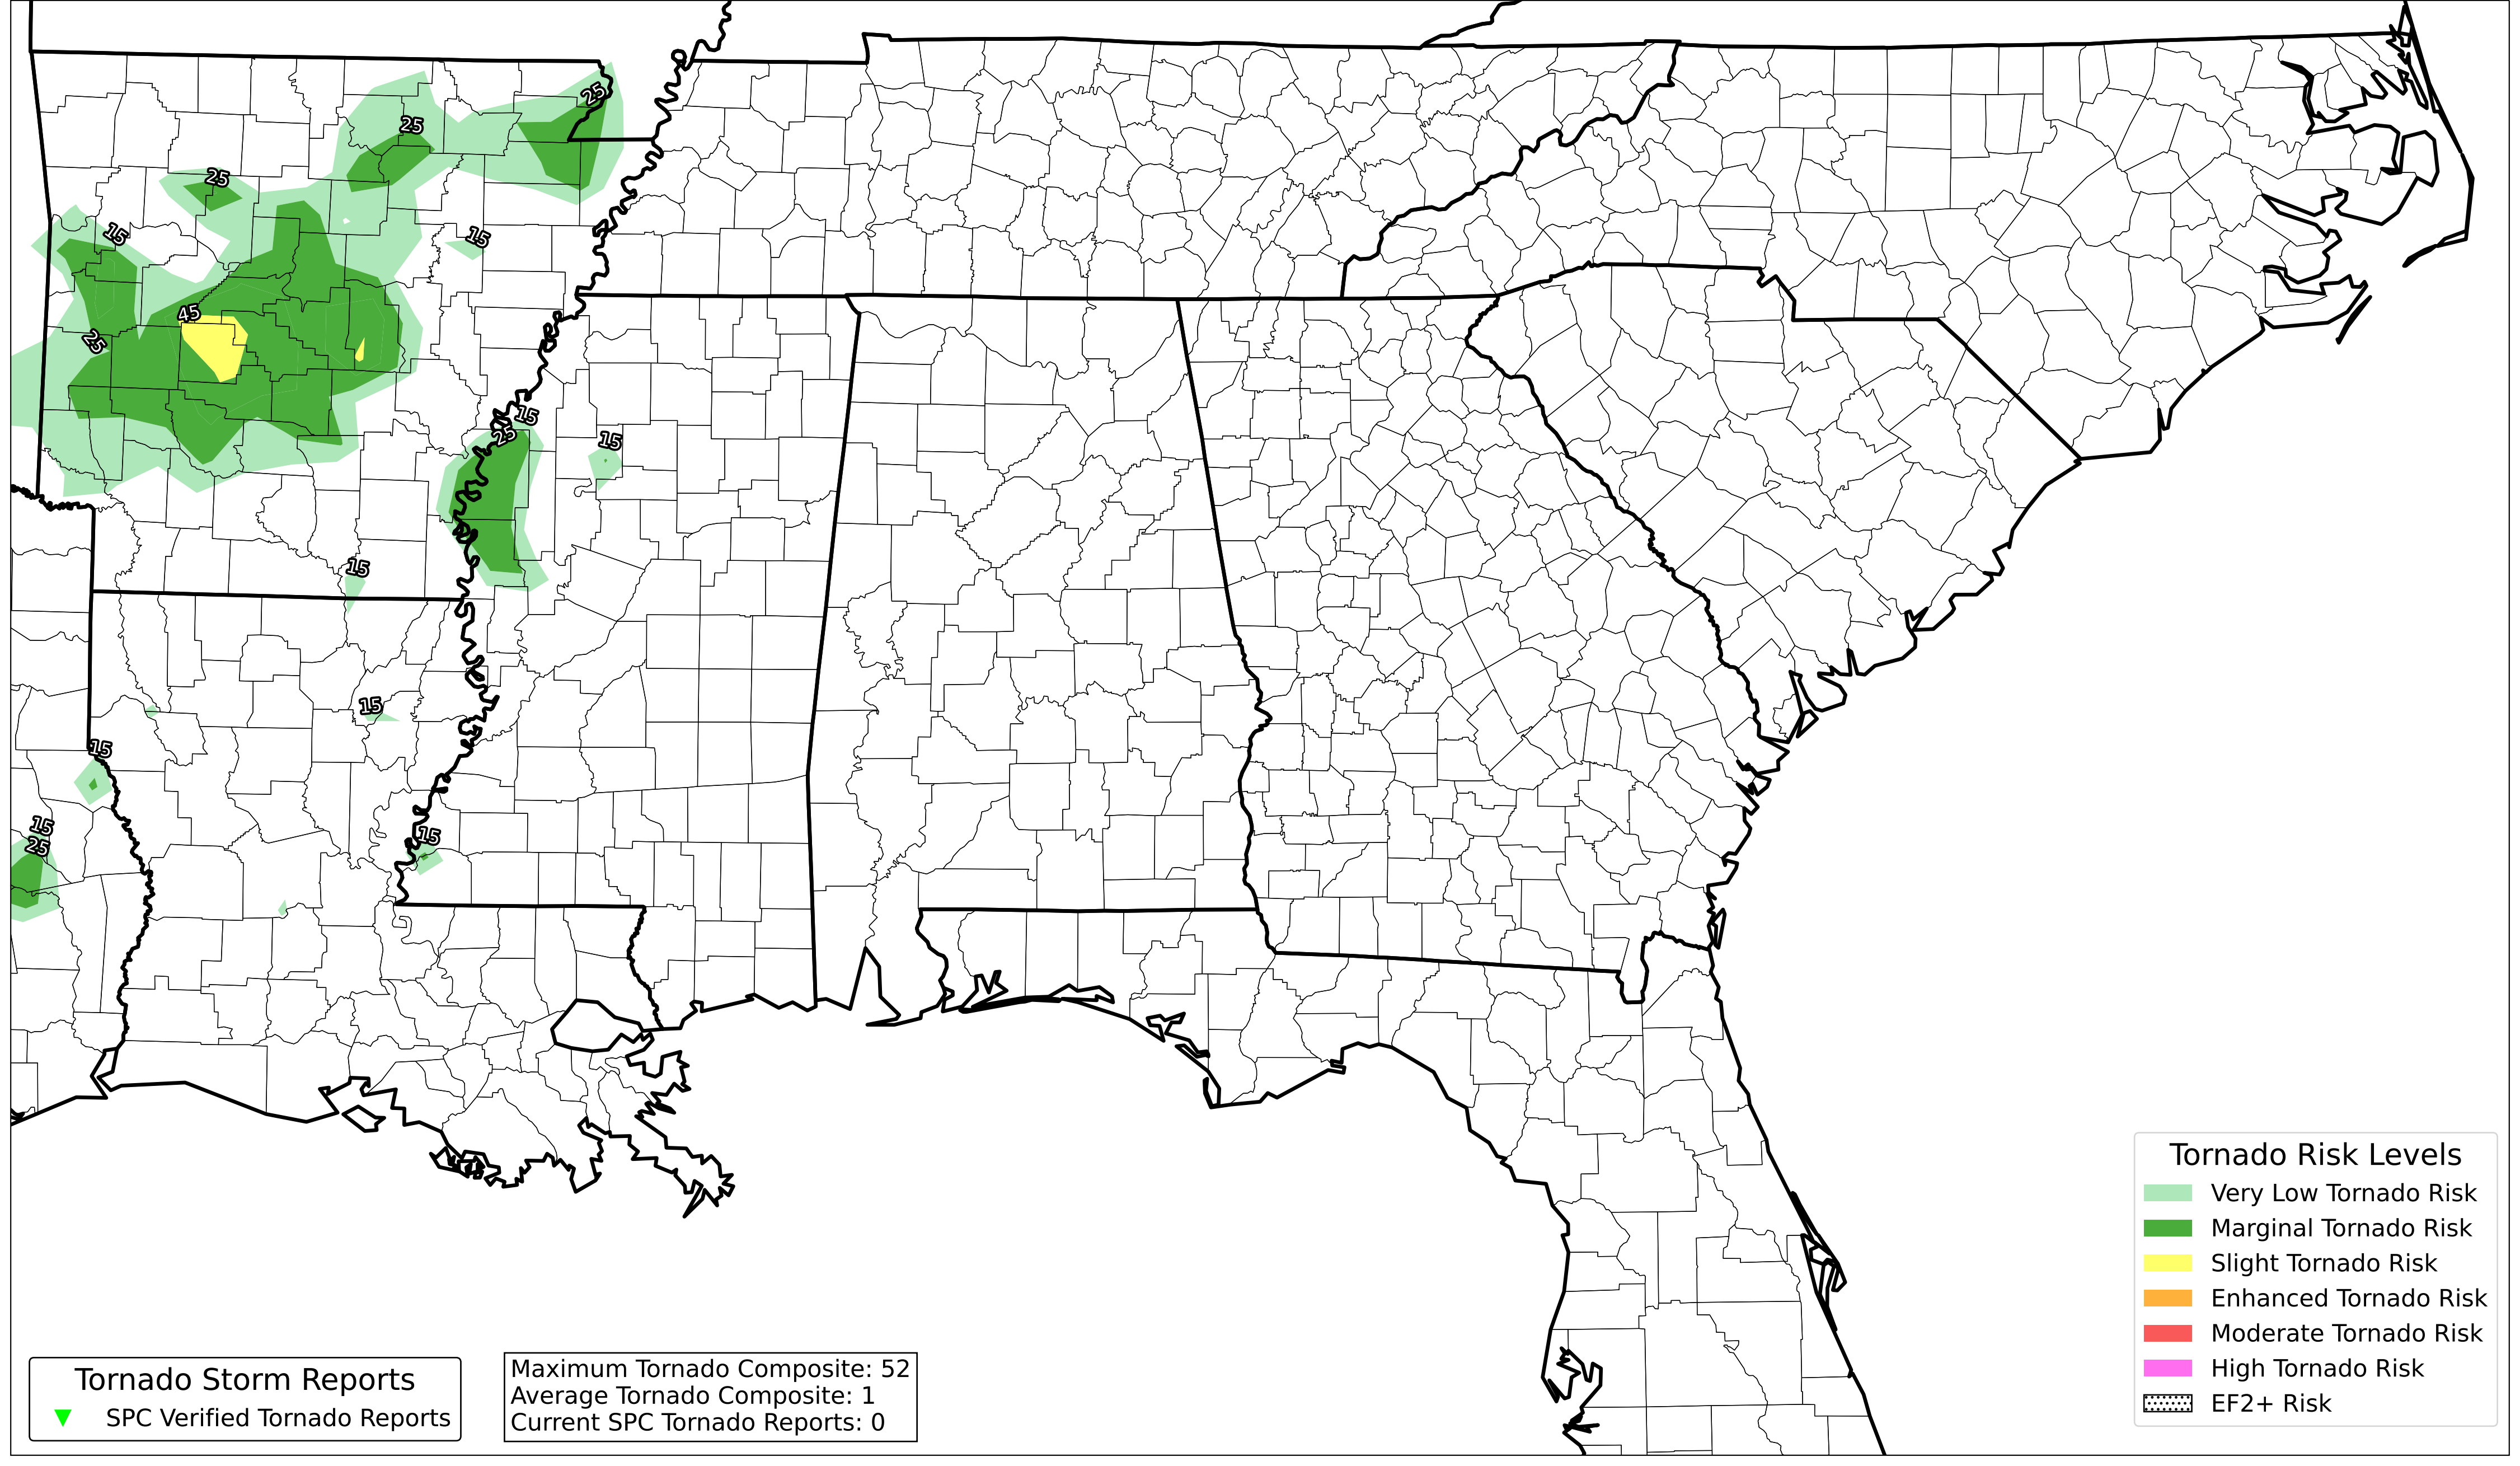 25
25
25
15
15
45
25
25
15
25
15
15
15
15
15
25
15
Tornado Risk Levels
Very Low Tornado Risk
Marginal Tornado Risk
Slight Tornado Risk
Enhanced Tornado Risk
Moderate Tornado Risk
High Tornado Risk
EF2+ Risk
Tornado Storm Reports
SPC Verified Tornado Reports
Maximum Tornado Composite: 52
Average Tornado Composite: 1
Current SPC Tornado Reports: 0